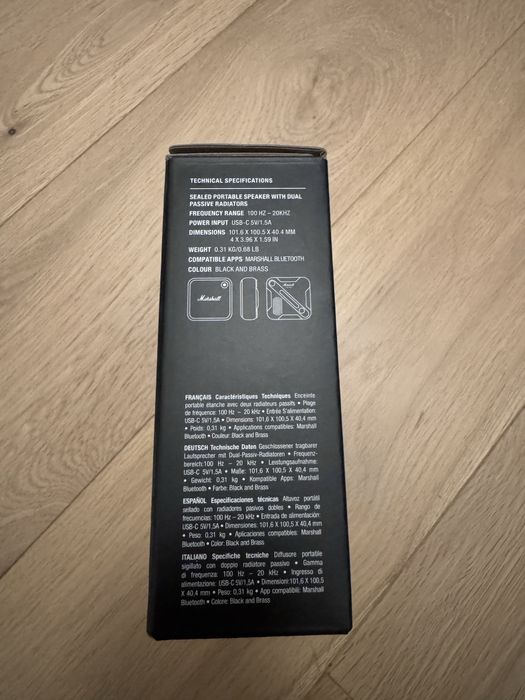 TECHNICAL SPECIFICATIONS
SEALED PORTABLE SPEAKER WITH DUAL
PASSIVE RADIATORS
FREQUENCY RANGE 100 HZ – 20KHZ
POWER INPUT USB-C 5V/1.5A
DIMENSIONS 101.6 X 100.5 X 40.4 MM
4 X 3.96 X 1.59 IN
WEIGHT 0.31 KG/0.68 LB
COMPATIBLE APPS MARSHALL BLUETOOTH
COLOUR BLACK AND BRASS
Marshall
Marshall
FRANÇAIS Caractéristiques Techniques Enceinte
portable étanche avec deux radiateurs passifs • Plage
de fréquence: 100 Hz – 20 kHz • Entrée S'alimentation:
USB-C 5V/1,5A • Dimensions: 101,6 X 100,5 X 40,4 mm
• Poids: 0,31 kg • Applications compatibles: Marshall
Bluetooth • Couleur: Black and Brass
DEUTSCH Technische Daten Geschlossener tragbarer
Lautsprecher mit Dual-Passiv-Radiatoren • Frequenz-
bereich:100 Hz – 20 kHz • Leistungsaufnahme:
USB-C 5V/1,5A • Maße: 101,6 X 100,5 X 40,4 mm
• Gewicht: 0,31 kg • Kompatible Apps: Marshall
Bluetooth • Farbe: Black and Brass
ESPAÑOL Especificaciones técnicas Altavoz portátil
sellado con radiadores pasivos dobles • Rango de
frecuencias: 100 Hz – 20 kHz • Entrada de alimentación:
USB-C 5V/1,5A • Dimensiones: 101,6 X 100,5 X 40,4 mm
• Peso: 0,31 kg • Aplicaciones compatibles: Marshall
Bluetooth • Color: Black and Brass
ITALIANO Specifiche tecniche Diffusore portatile
sigillato con doppio radiatore passivo • Gamma
di frequenza: 100 Hz – 20 kHz • Ingresso di
alimentazione: USB-C 5V/1,5A • Dimensioni:101,6 X 100,5
X 40,4 mm • Peso: 0,31 kg • App compatibili: Marshall
Bluetooth • Colore: Black and Brass